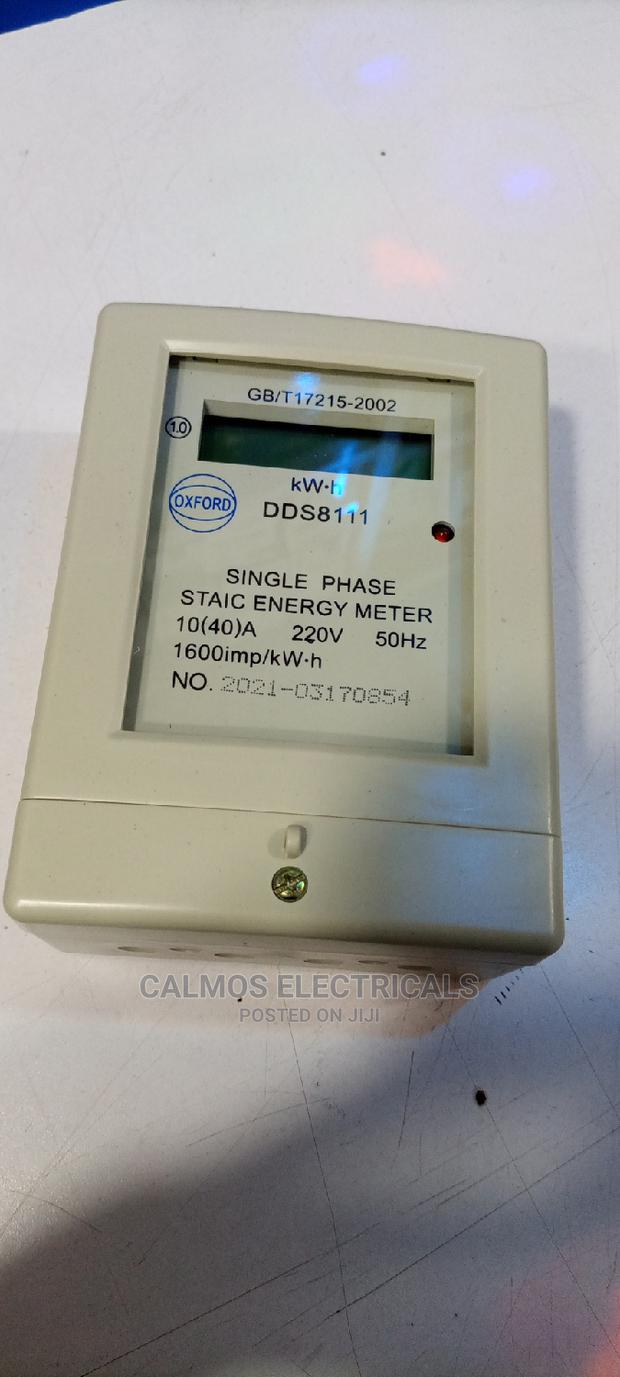 GB/T17215-2002
1.0
kW·h
OXFORD
DDS8111
SINGLE PHASE
STAIC ENERGY METER
10(40)A 220V 50Hz
1600imp/kW·h
NO. 2021-03170854
CALMOS ELECTRICALS
POSTED ON JIJI